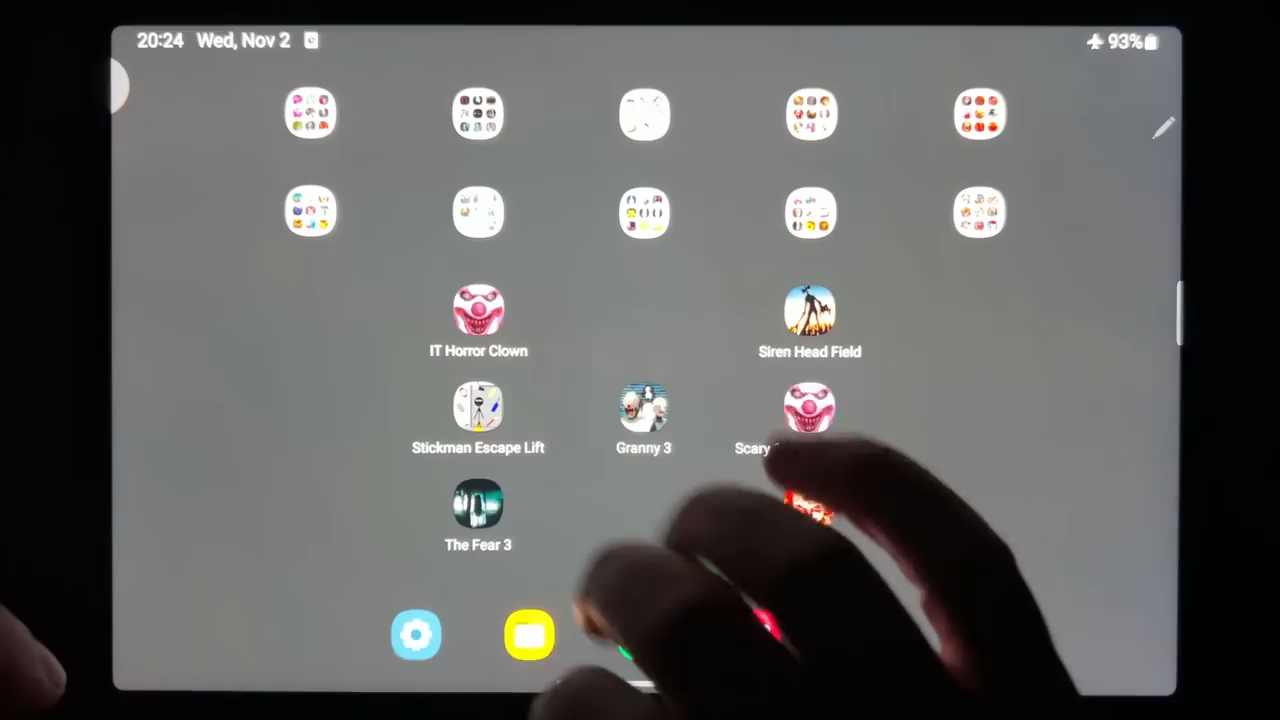 20:24 Wed, Nov 2 93%
IT Horror Clown Siren Head Field
Stickman Escape Lift Granny 3 Scary
The Fear 3